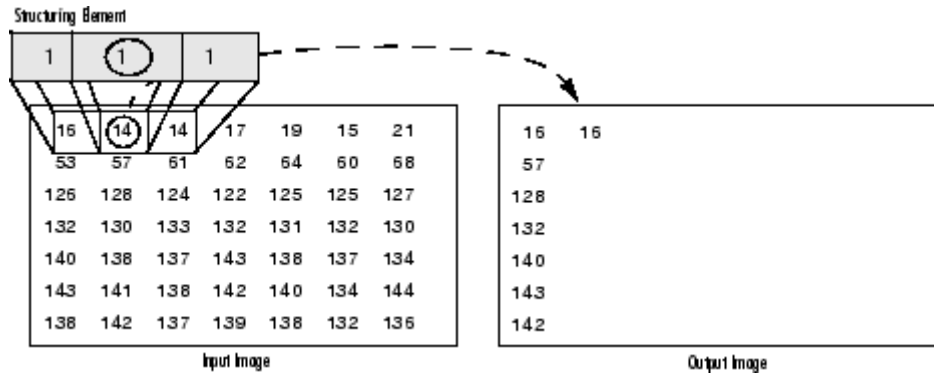 Structuring Element
1 1 1
16 14 14 17 19 15 21 16 16
53 57 61 62 64 60 68 57
126 128 124 122 125 125 127 128
132 130 133 132 131 132 130 132
140 138 137 143 138 137 134 140
143 141 138 142 140 134 144 143
138 142 137 139 138 132 136 142
Input Image Output Image